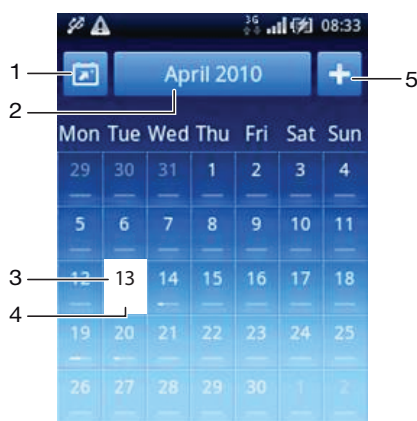 3G 08:33
1 April 2010 5
2
Mon Tue Wed Thu Fri Sat Sun
29 30 31 1 2 3 4
5 6 7 8 9 10 11
3 12 13 14 15 16 17 18
4
19 20 21 22 23 24 25
26 27 28 29 30 1 2